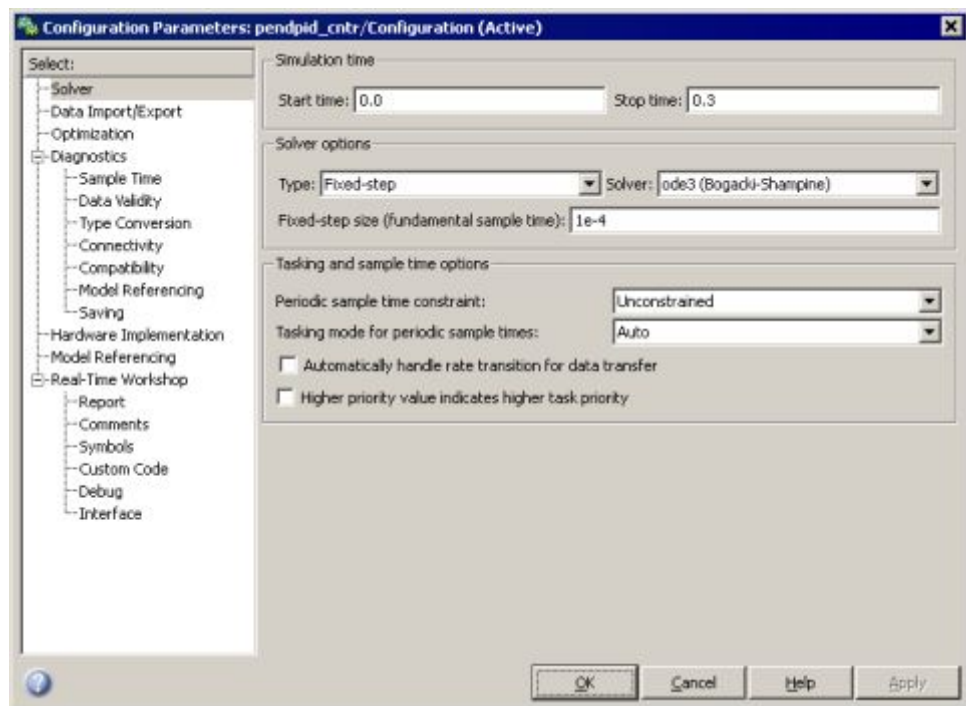 Configuration Parameters: pendpid_cntr/Configuration (Active)
Select:
Solver
Data Import/Export
Optimization
Diagnostics
Sample Time
Data Validity
Type Conversion
Connectivity
Compatibility
Model Referencing
Saving
Hardware Implementation
Model Referencing
Real-Time Workshop
Report
Comments
Symbols
Custom Code
Debug
Interface
Simulation time
Start time: 0.0 Stop time: 0.3
Solver options
Type: Fixed-step Solver: ode3 (Bogacki-Shampine)
Fixed-step size (fundamental sample time): 1e-4
Tasking and sample time options
Periodic sample time constraint: Unconstrained
Tasking mode for periodic sample times: Auto
Automatically handle rate transition for data transfer
Higher priority value indicates higher task priority
OK Cancel Help Apply